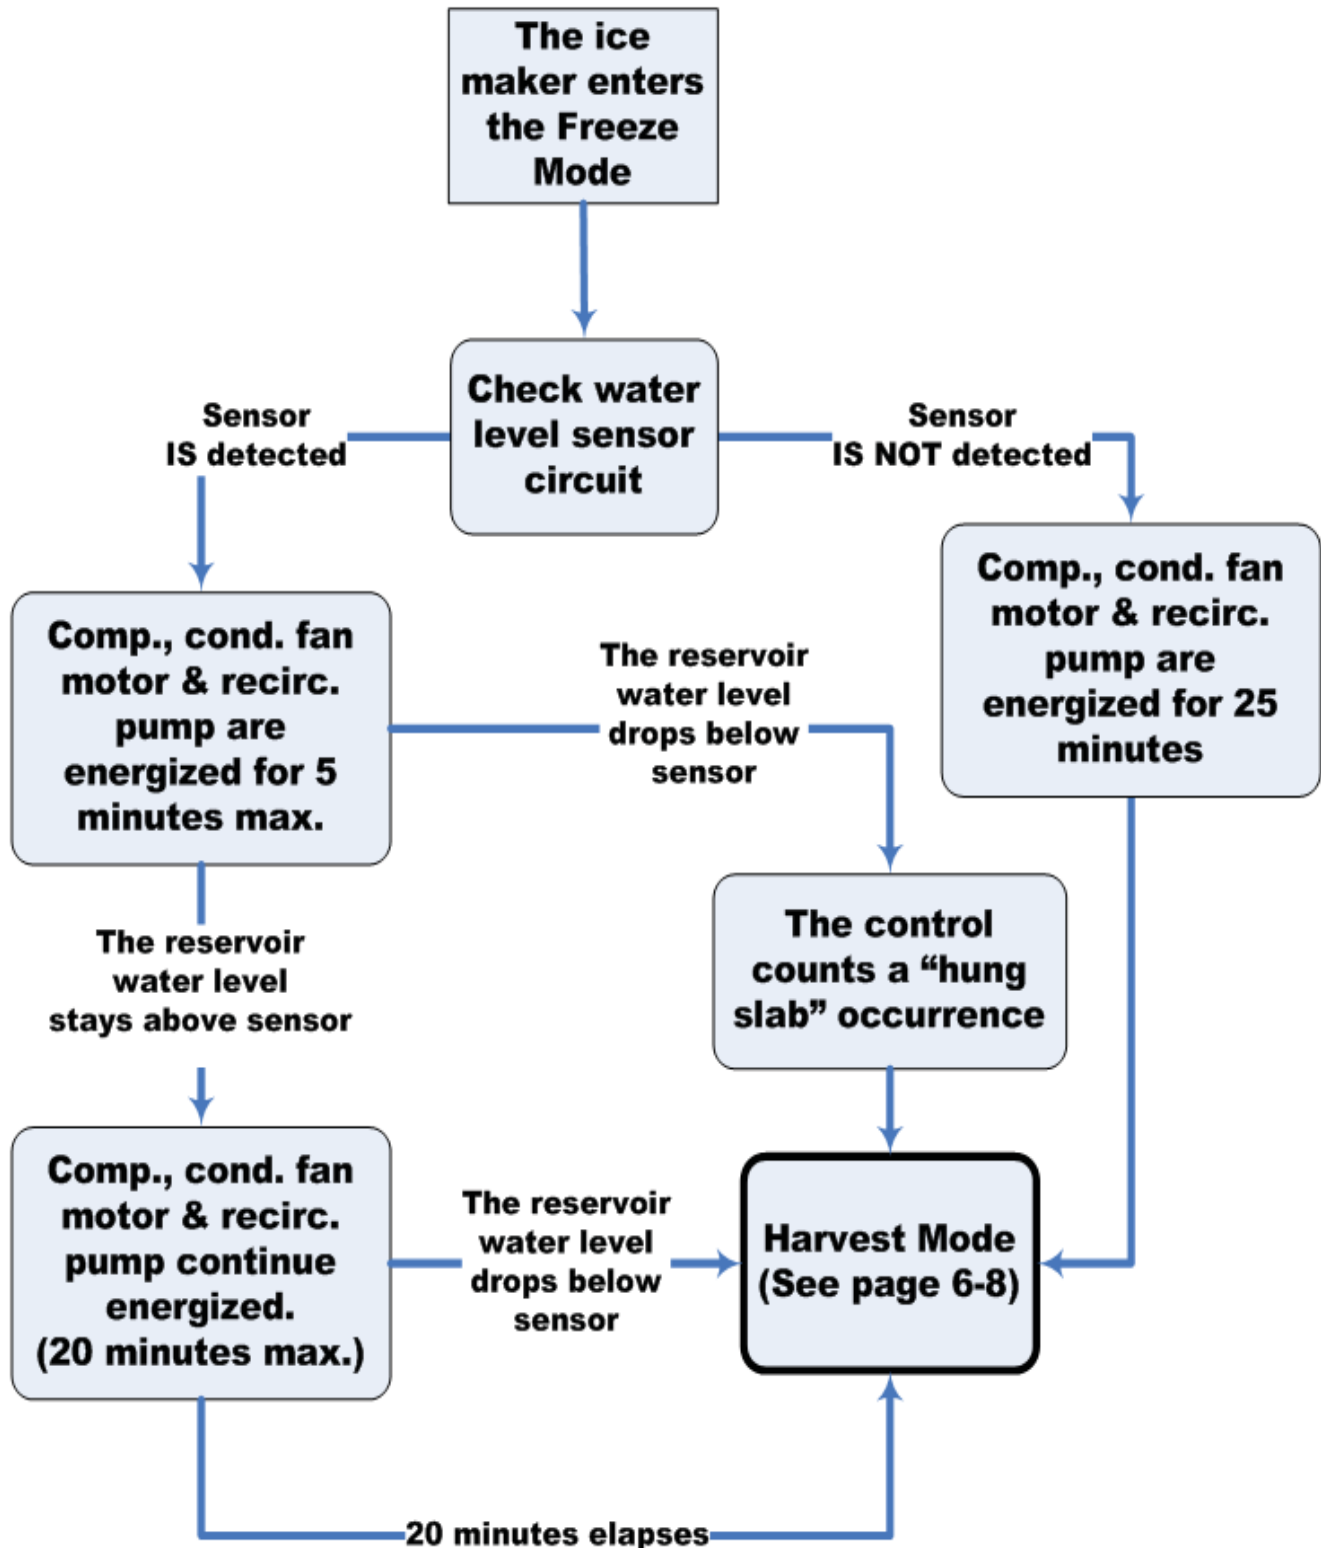 The ice
maker enters
the Freeze
Mode
Check water
level sensor
circuit
Sensor
IS detected
Sensor
IS NOT detected
Comp., cond. fan
motor & recirc.
pump are
energized for 25
minutes
Comp., cond. fan
motor & recirc.
pump are
energized for 5
minutes max.
The reservoir
water level
drops below
sensor
The control
counts a “hung
slab” occurrence
The reservoir
water level
stays above sensor
Comp., cond. fan
motor & recirc.
pump continue
energized.
(20 minutes max.)
The reservoir
water level
drops below
sensor
Harvest Mode
(See page 6-8)
20 minutes elapses